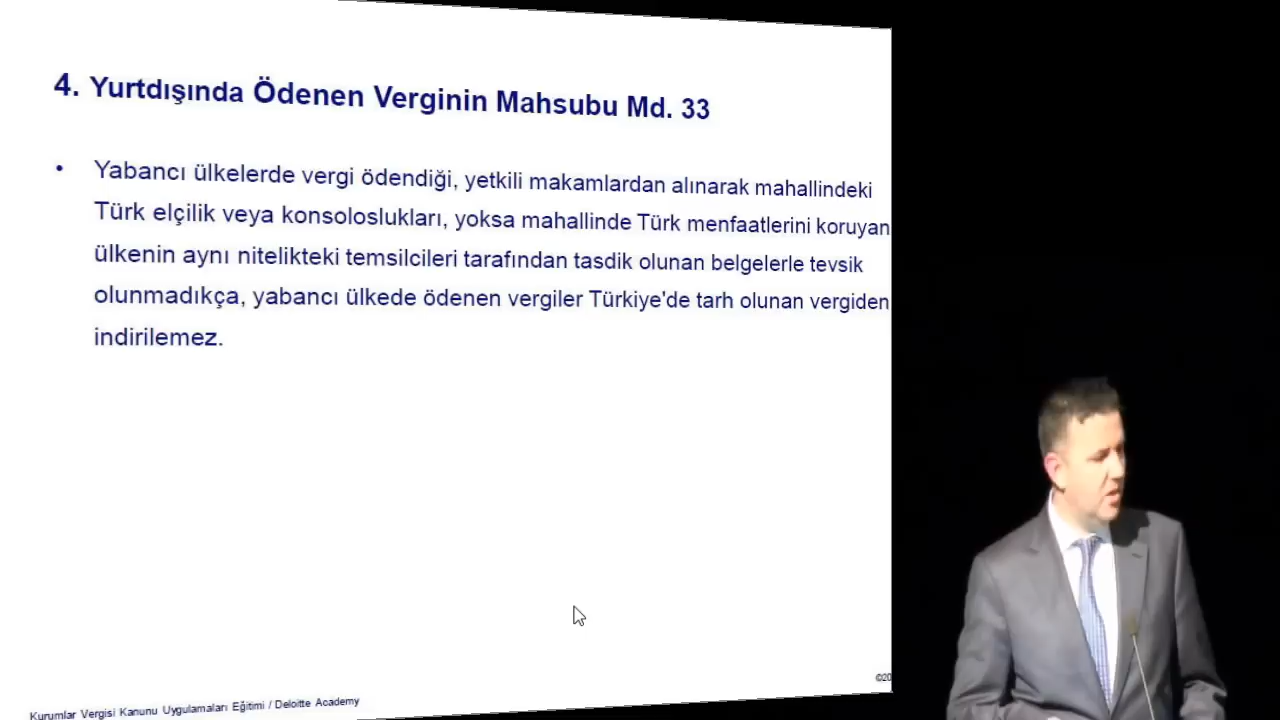 4. Yurtdışında Ödenen Verginin Mahsubu Md. 33
• Yabancı ülkelerde vergi ödendiği, yetkili makamlardan alınarak mahallindeki
Türk elçilik veya konsoloslukları, yoksa mahallinde Türk menfaatlerini koruyan
ülkenin aynı nitelikteki temsilcileri tarafından tasdik olunan belgelerle tevsik
olunmadıkça, yabancı ülkede ödenen vergiler Türkiye'de tarh olunan vergiden
indirilemez.
©20
Kurumlar Vergisi Kanunu Uygulamaları Eğitimi / Deloitte Academy